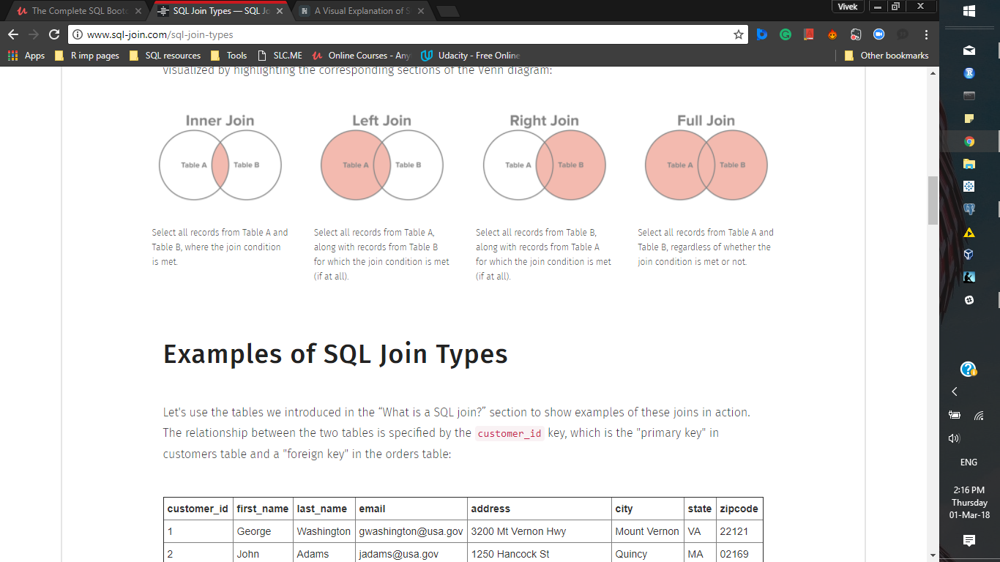 The Complete SQL Bootc
SQL Join Types — SQL Jo
A Visual Explanation of S
Vivek
www.sql-join.com/sql-join-types
Apps
R imp pages
SQL resources
Tools
SLC.ME
Online Courses - Any
Udacity - Free Online
Other bookmarks
visualized by highlighting the corresponding sections of the Venn diagram:
Inner Join
Table A
Table B
Select all records from Table A and
Table B, where the join condition
is met.
Left Join
Table A
Table B
Select all records from Table A,
along with records from Table B
for which the join condition is met
(if at all).
Right Join
Table A
Table B
Select all records from Table B,
along with records from Table A
for which the join condition is met
(if at all).
Full Join
Table A
Table B
Select all records from Table A and
Table B, regardless of whether the
join condition is met or not.
Examples of SQL Join Types
Let's use the tables we introduced in the “What is a SQL join?” section to show examples of these joins in action.
The relationship between the two tables is specified by the customer_id key, which is the "primary key" in
customers table and a "foreign key" in the orders table:
customer_id first_name last_name email address city state zipcode
1 George Washington gwashington@usa.gov 3200 Mt Vernon Hwy Mount Vernon VA 22121
2 John Adams jadams@usa.gov 1250 Hancock St Quincy MA 02169
ENG
2:16 PM
Thursday
01-Mar-18